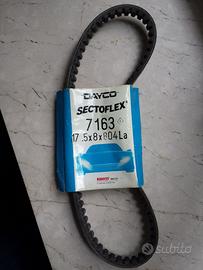 DAYCO
SECTOFLEX
7163
17.5x8x804La
subito